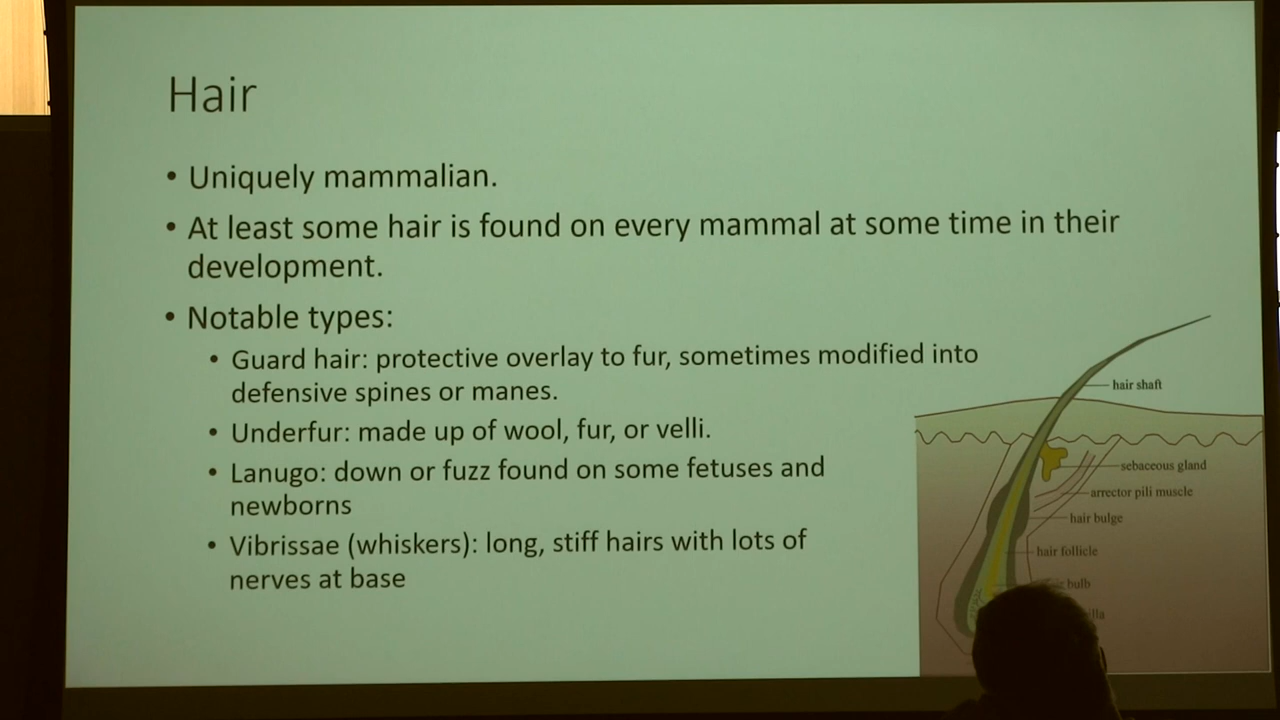 Hair
• Uniquely mammalian.
• At least some hair is found on every mammal at some time in their
development.
• Notable types:
• Guard hair: protective overlay to fur, sometimes modified into
defensive spines or manes.
• Underfur: made up of wool, fur, or velli.
• Lanugo: down or fuzz found on some fetuses and
newborns
• Vibrissae (whiskers): long, stiff hairs with lots of
nerves at base
hair shaft
sebaceous gland
arrector pili muscle
hair bulge
hair follicle
bulb